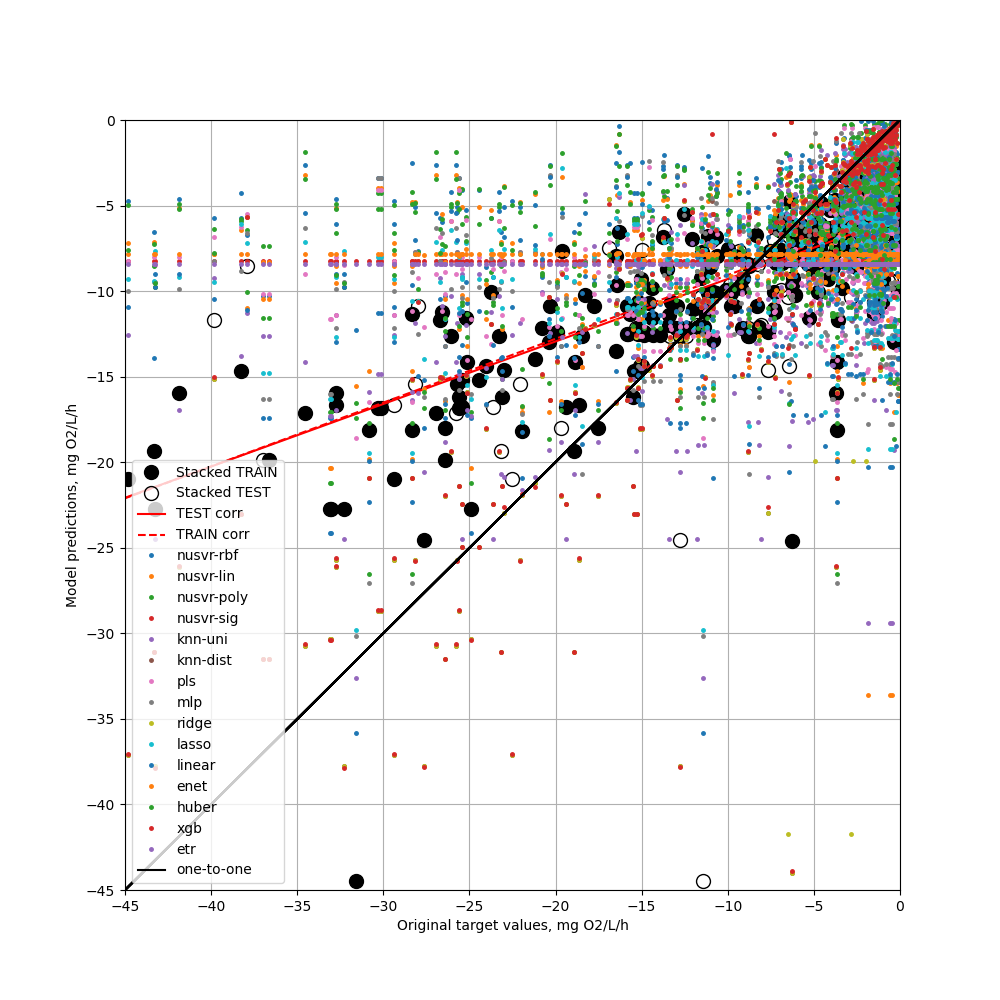 0
−5
−10
−15
−20
−25
−30
−35
−40
−45
Model predictions, mg O2/L/h
Stacked TRAIN
Stacked TEST
TEST corr
TRAIN corr
nusvr-rbf
nusvr-lin
nusvr-poly
nusvr-sig
knn-uni
knn-dist
pls
mlp
ridge
lasso
linear
enet
huber
xgb
etr
one-to-one
−45 −40 −35 −30 −25 −20 −15 −10 −5 0
Original target values, mg O2/L/h